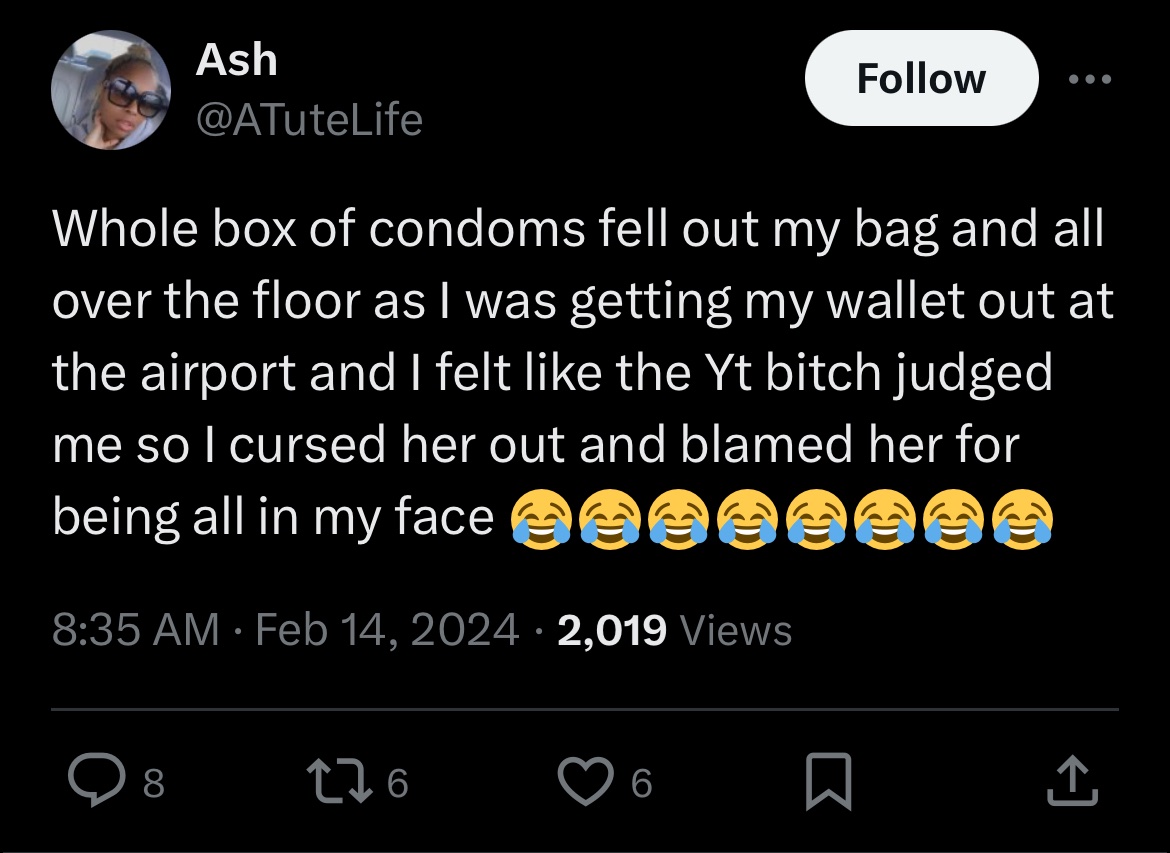 Ash
Follow
@ATuteLife
Whole box of condoms fell out my bag and all
over the floor as I was getting my wallet out at
the airport and I felt like the Yt bitch judged
me so I cursed her out and blamed her for
being all in my face 😂😂😂😂😂😂😂😂
8:35 AM · Feb 14, 2024 · 2,019 Views
8 6 6